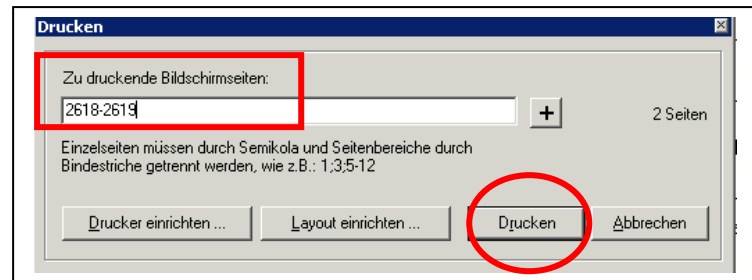 Drucken
Zu druckende Bildschirmseiten:
2618-2619
+
2 Seiten
Einzelseiten müssen durch Semikola und Seitenbereiche durch
Bindestriche getrennt werden, wie z.B.: 1;3;5-12
Drucker einrichten ...
Layout einrichten ...
Drucken
Abbrechen